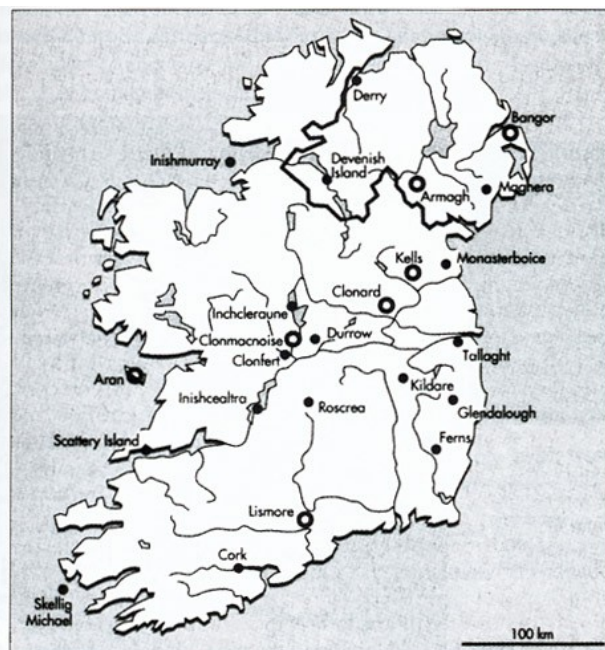 Derry
Bangor
Inishmurray
Devenish
Island
Armagh
Maghera
Kells
Monasterboice
Clonard
Inchcleraune
Clonmacnoise
Durrow
Clonfert
Tallaght
Aran
Kildare
Inishcealtra
Roscrea
Glendalough
Scattery Island
Ferns
Lismore
Cork
Skellig
Michael
100 km